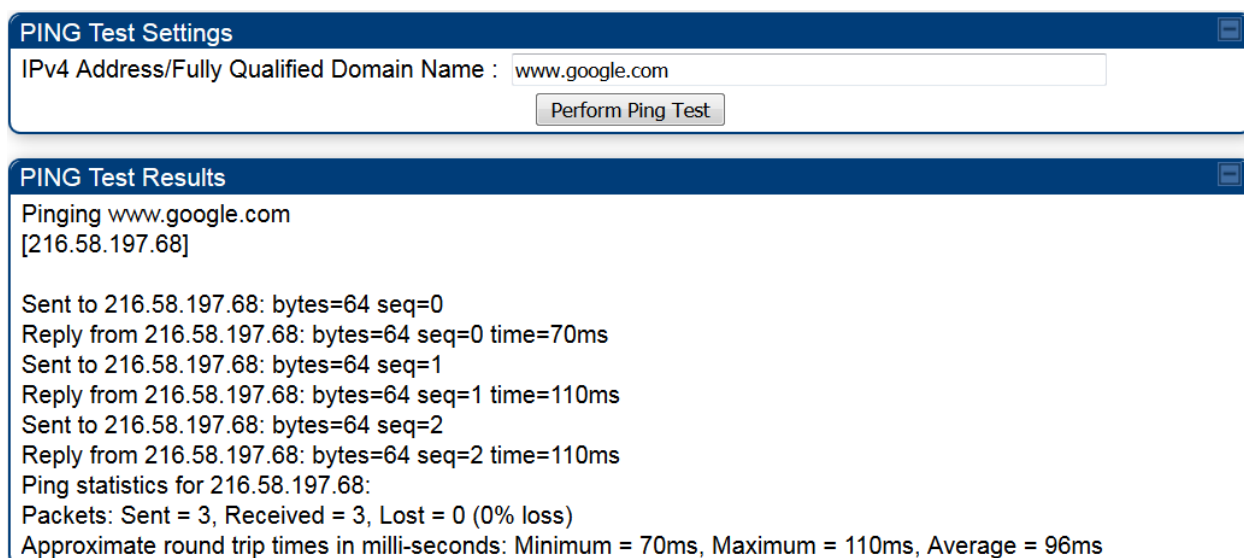 PING Test Settings
IPv4 Address/Fully Qualified Domain Name : www.google.com
Perform Ping Test
PING Test Results
Pinging www.google.com
[216.58.197.68]
Sent to 216.58.197.68: bytes=64 seq=0
Reply from 216.58.197.68: bytes=64 seq=0 time=70ms
Sent to 216.58.197.68: bytes=64 seq=1
Reply from 216.58.197.68: bytes=64 seq=1 time=110ms
Sent to 216.58.197.68: bytes=64 seq=2
Reply from 216.58.197.68: bytes=64 seq=2 time=110ms
Ping statistics for 216.58.197.68:
Packets: Sent = 3, Received = 3, Lost = 0 (0% loss)
Approximate round trip times in milli-seconds: Minimum = 70ms, Maximum = 110ms, Average = 96ms